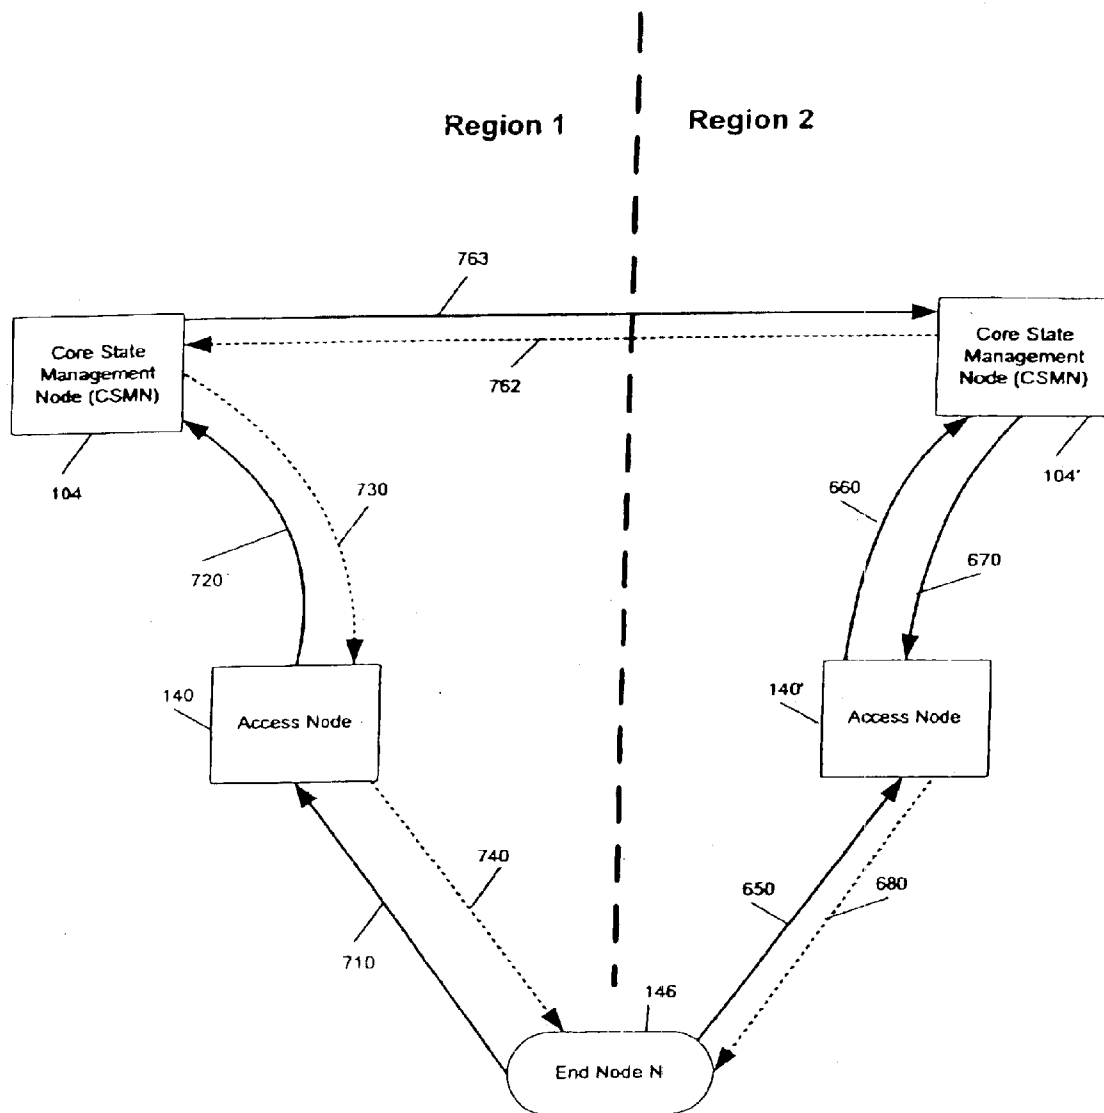 Region 1
Region 2
763
Core State
Management
Node (CSMN)
Core State
Management
Node (CSMN)
762
104
730
660
104'
720
670
140
Access Node
140'
Access Node
740
650
680
710
146
End Node N